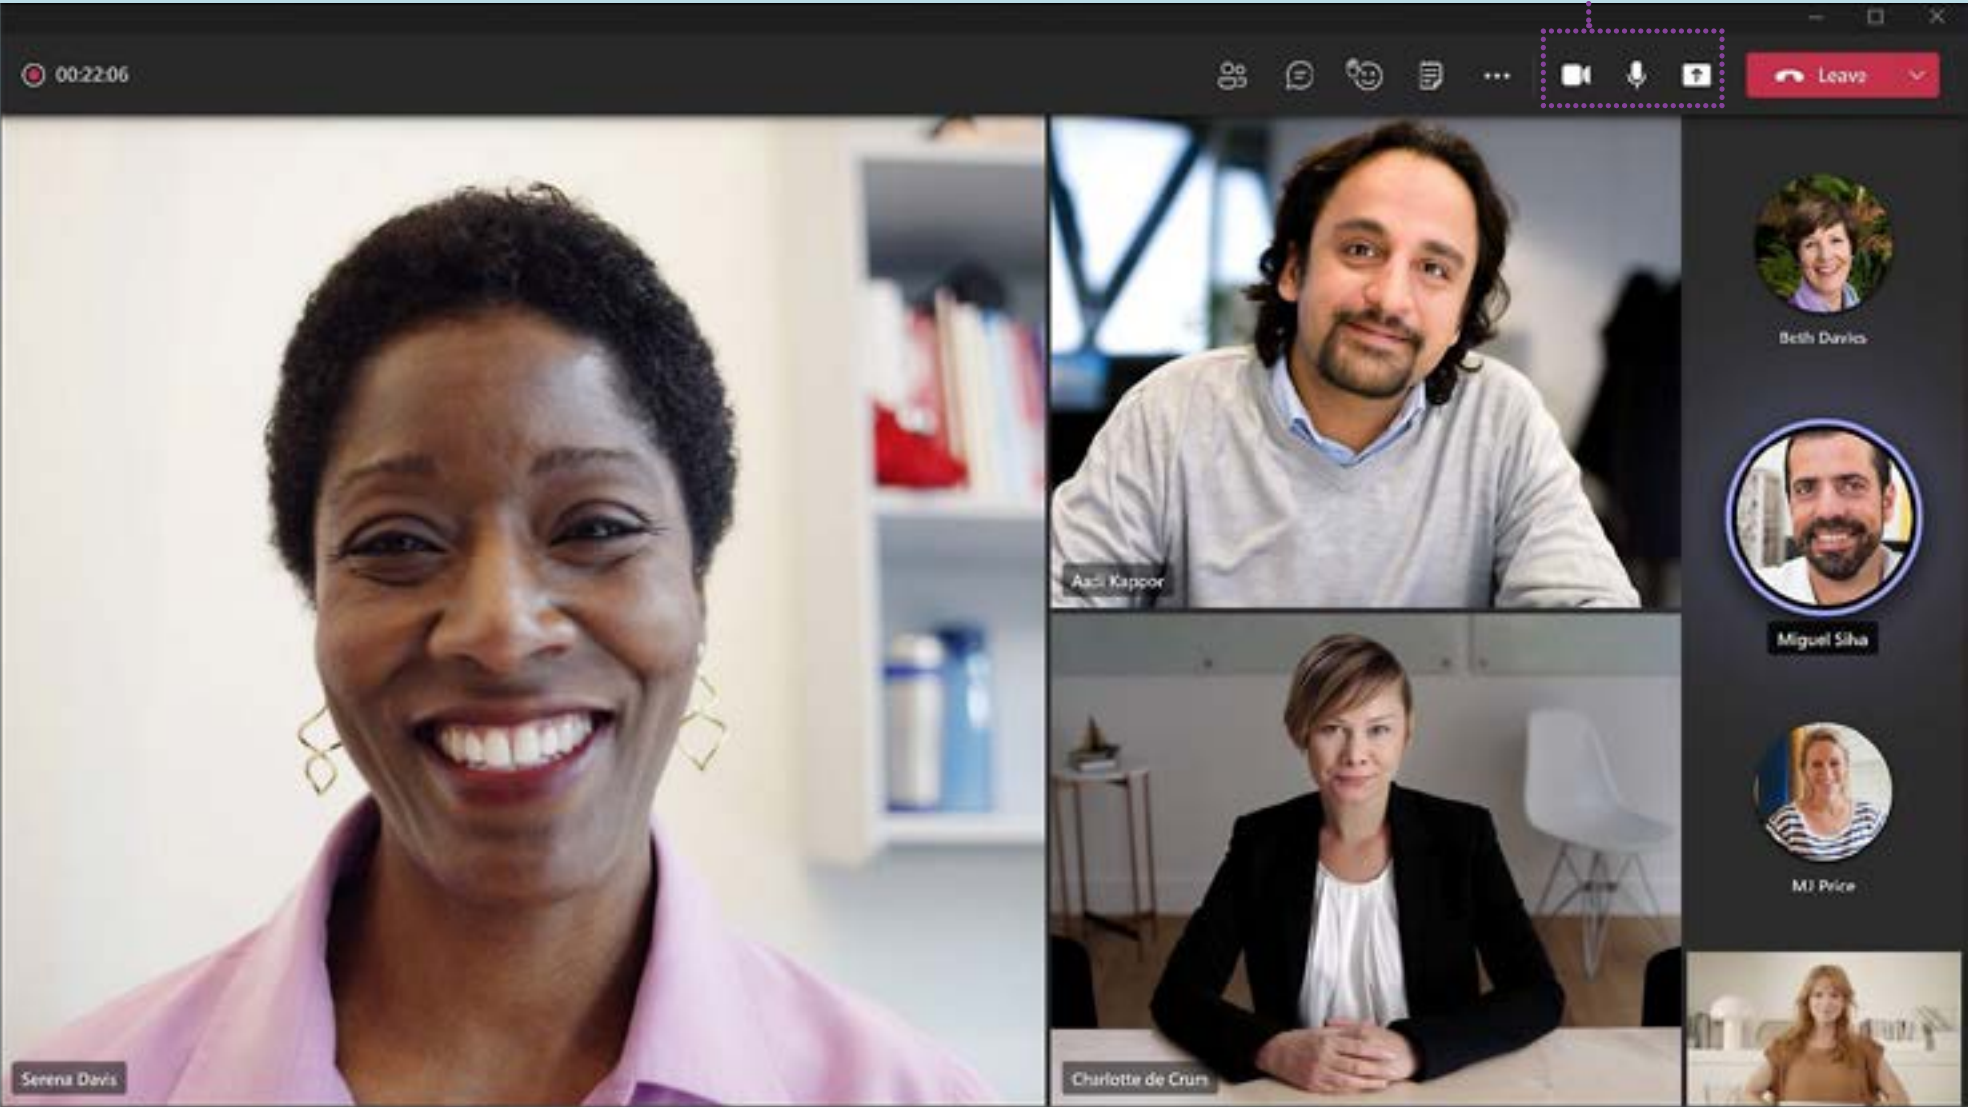 00:22:06
Leave
Beth Davies
Aadi Kapoor
Miguel Silva
MJ Price
Serena Davis
Charlotte de Crum